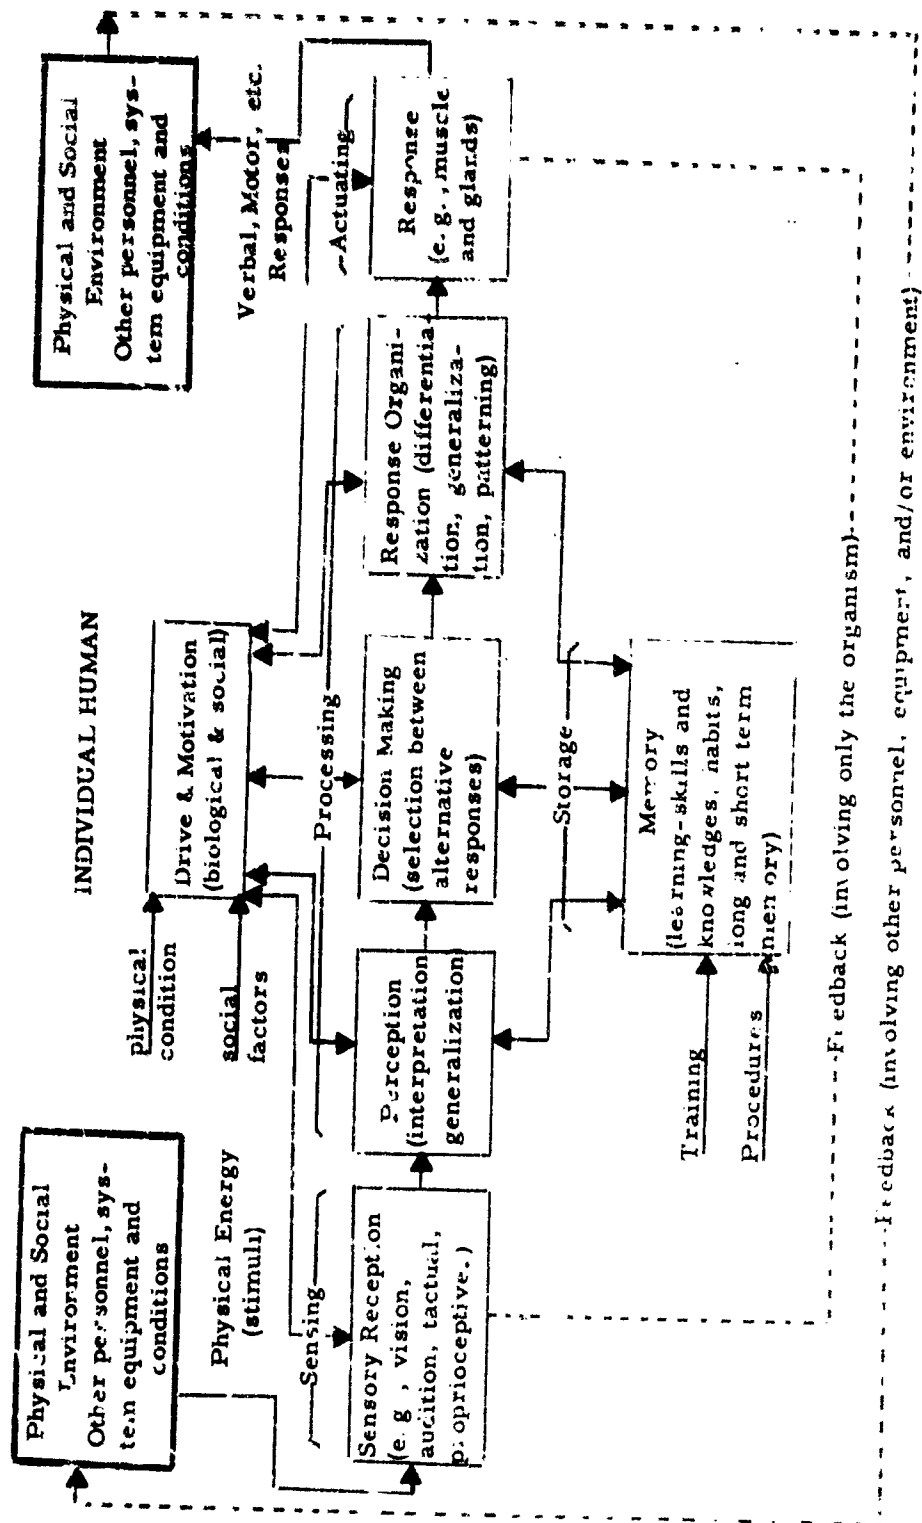 INDIVIDUAL HUMAN
Physical and Social
Environment
Other personnel, sys-
tem equipment and
conditions
Physical Energy
(stimuli)
physical
condition
social
factors
Drive & Motivation
(biological & social)
Physical and Social
Environment
Other personnel, sys-
tem equipment and
conditions
Verbal, Motor, etc.
Responses
Sensing
Processing
Actuating
Sensory Reception
(e.g., vision,
audition, tactual,
proprioceptive.)
Perception
(interpretation
generalization)
Decision Making
(selection between
alternative
responses)
Response Organi-
zation (differentia-
tion, generaliza-
tion, patterning)
Response
(e.g., muscle
and glands)
Storage
Training
Procedures
Memory
(learning-skills and
knowledges, habits,
long and short term
memory)
Feedback (involving only the organism)
Feedback (involving other personnel, equipment, and/or environment)